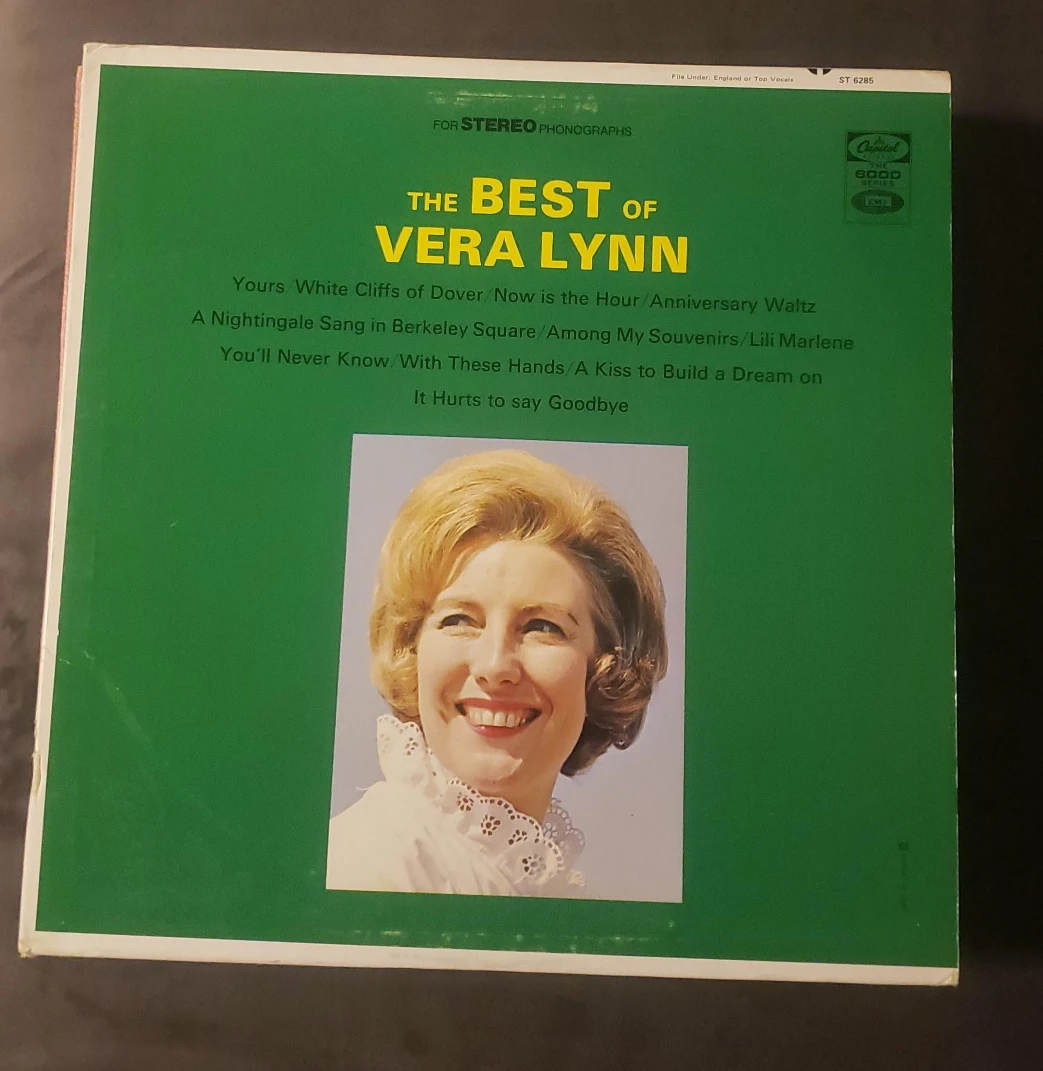 File Under: England or Top Vocals
ST 6285
FOR STEREO PHONOGRAPHS
Capitol
THE
6000
SERIES
EMI
THE BEST OF
VERA LYNN
Yours/White Cliffs of Dover/Now is the Hour/Anniversary Waltz
A Nightingale Sang in Berkeley Square/Among My Souvenirs/Lili Marlene
You'll Never Know/With These Hands/A Kiss to Build a Dream on
It Hurts to say Goodbye